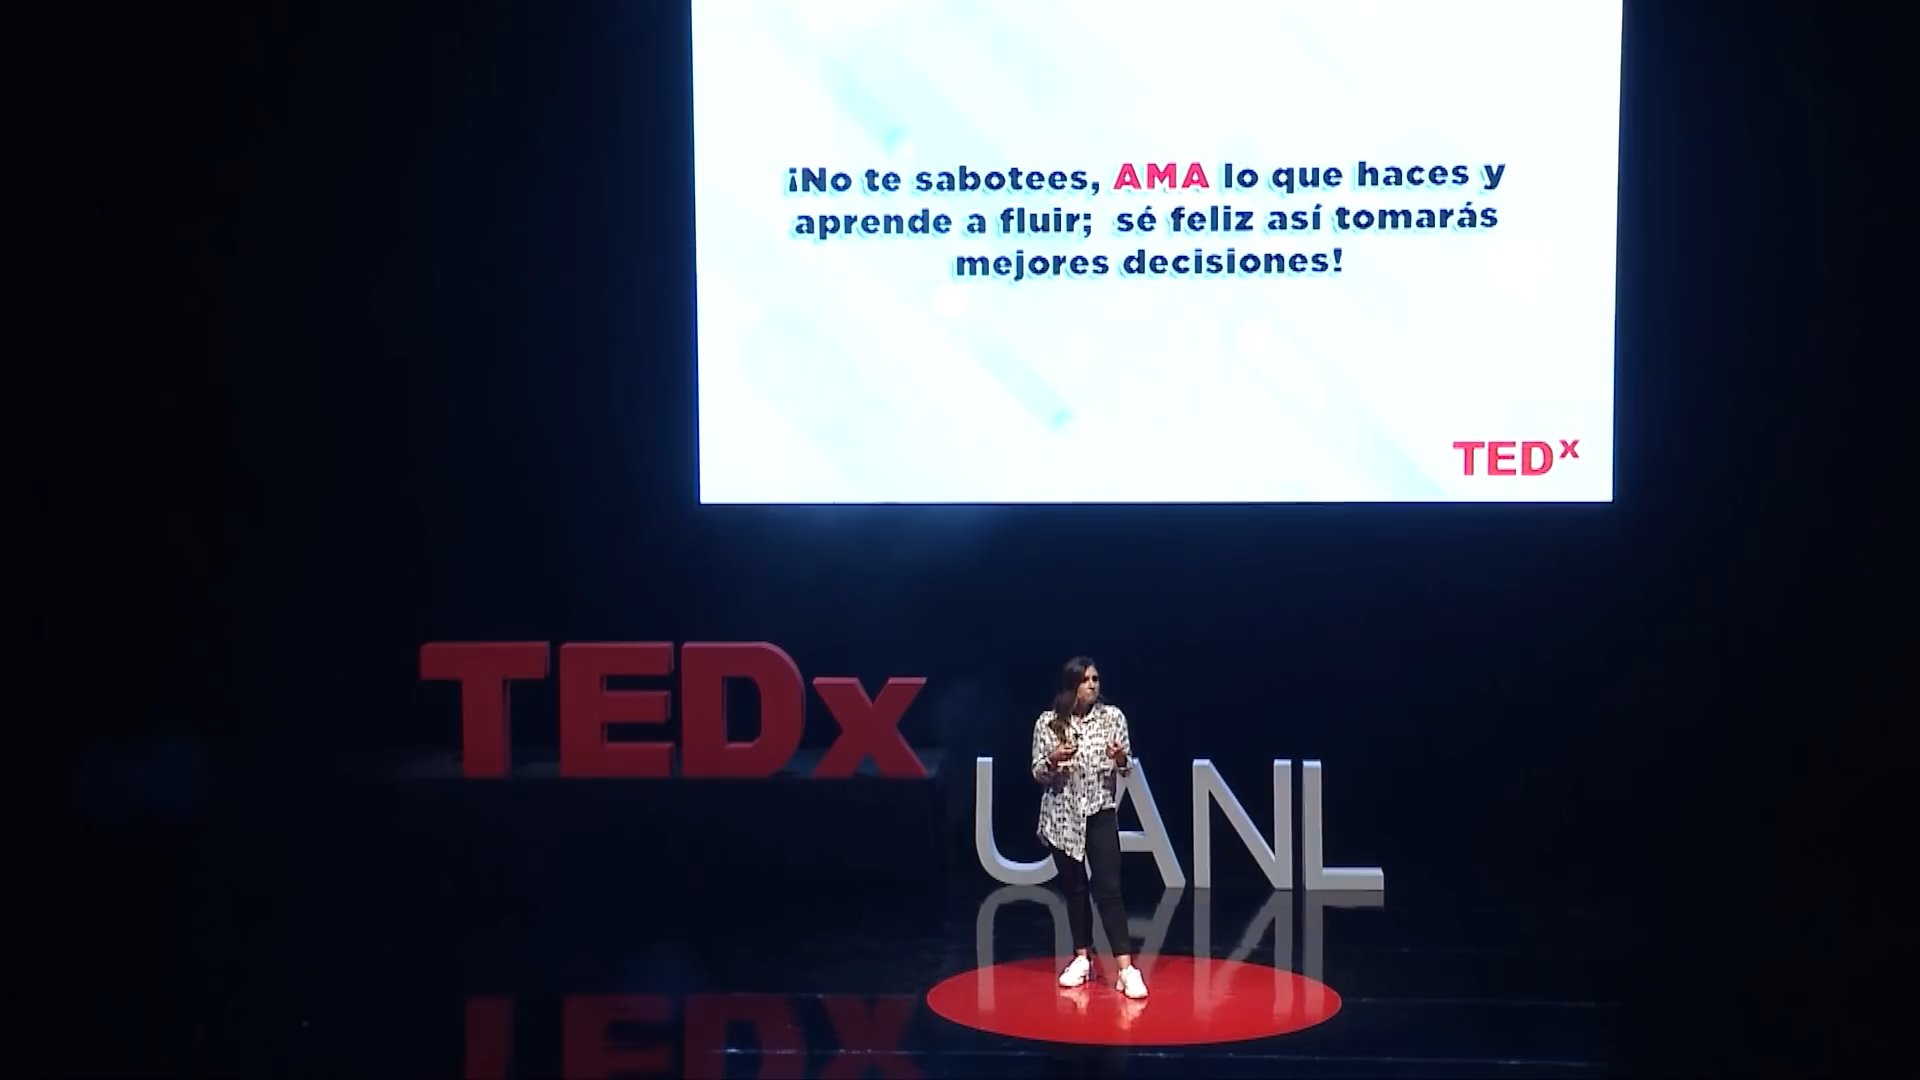 ¡No te sabotees, AMA lo que haces y
aprende a fluir; sé feliz así tomarás
mejores decisiones!
TEDx
TEDx
UANL